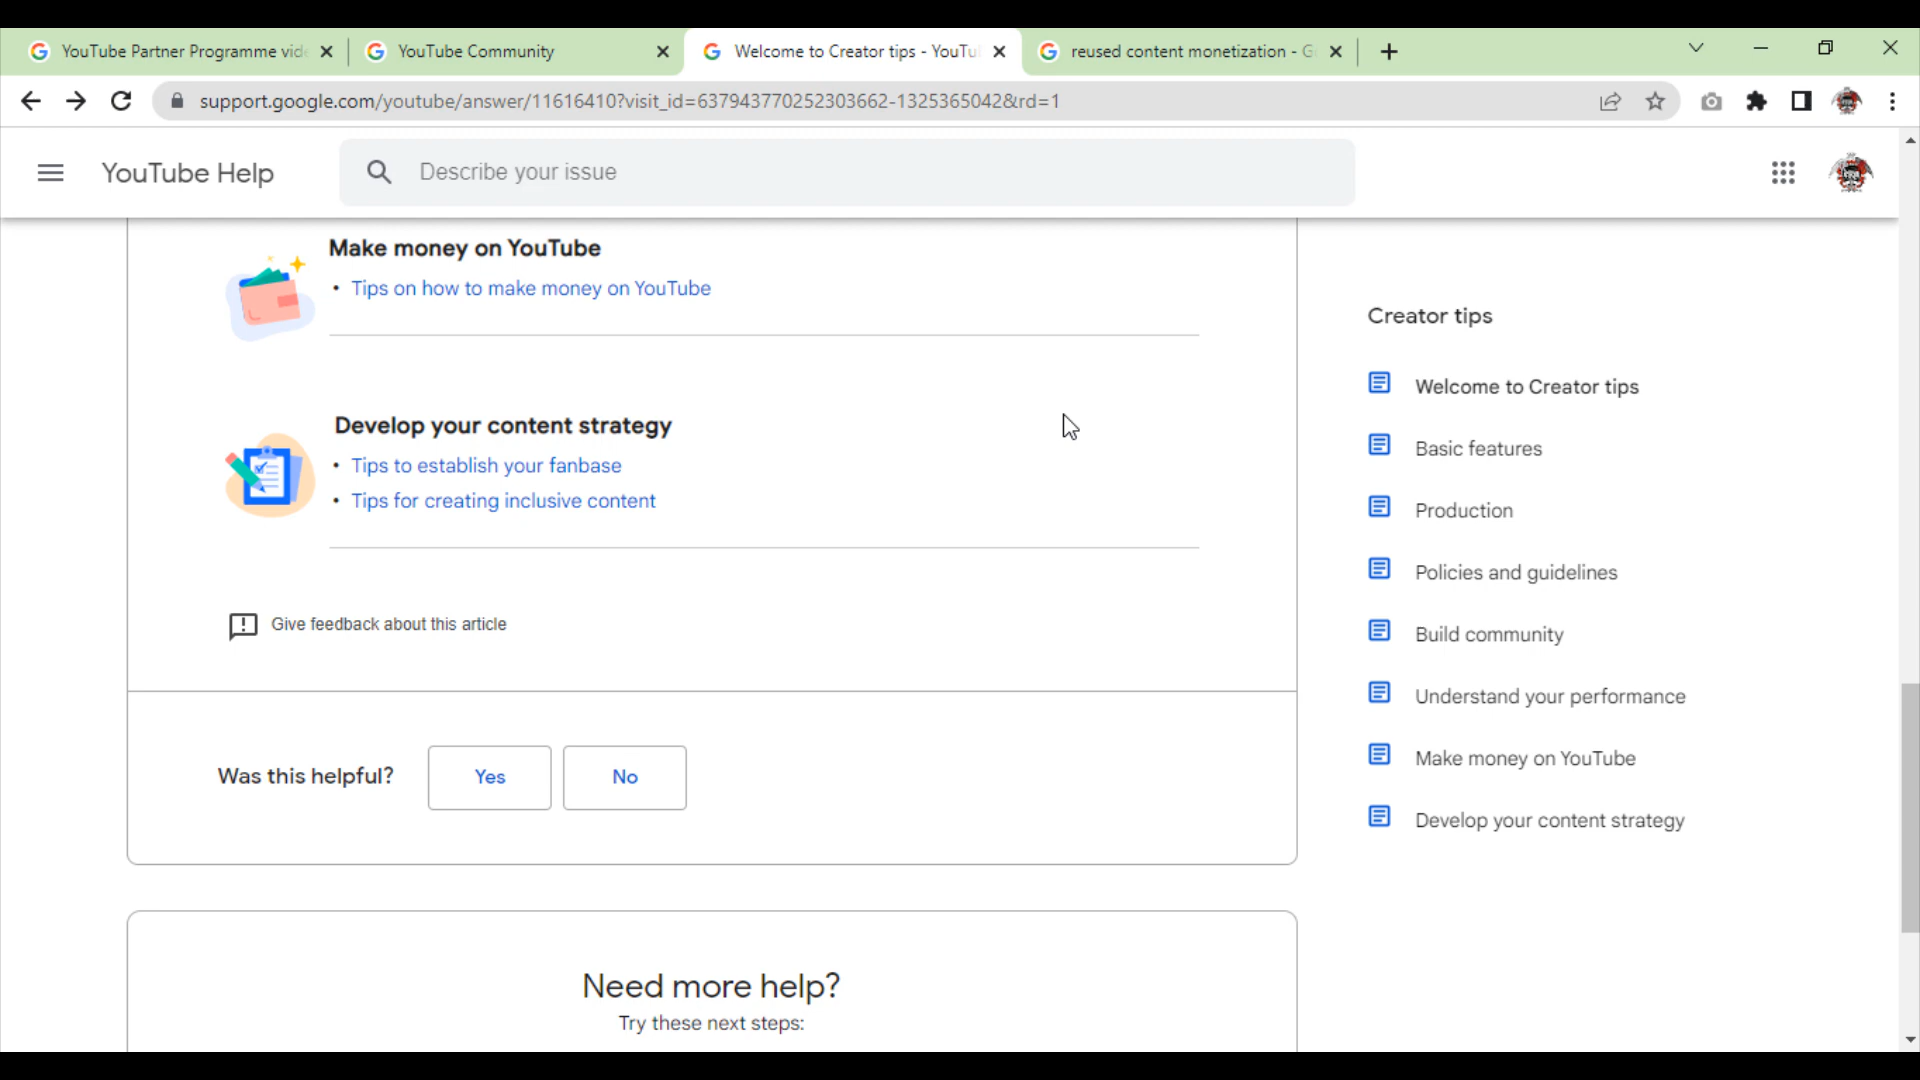 YouTube Partner Programme vid
YouTube Community
Welcome to Creator tips - YouTu
reused content monetization - G
support.google.com/youtube/answer/11616410?visit_id=637943770252303662-1325365042&rd=1
YouTube Help
Describe your issue
Make money on YouTube
• Tips on how to make money on YouTube
Develop your content strategy
• Tips to establish your fanbase
• Tips for creating inclusive content
Give feedback about this article
Was this helpful?
Yes
No
Need more help?
Try these next steps:
Creator tips
Welcome to Creator tips
Basic features
Production
Policies and guidelines
Build community
Understand your performance
Make money on YouTube
Develop your content strategy